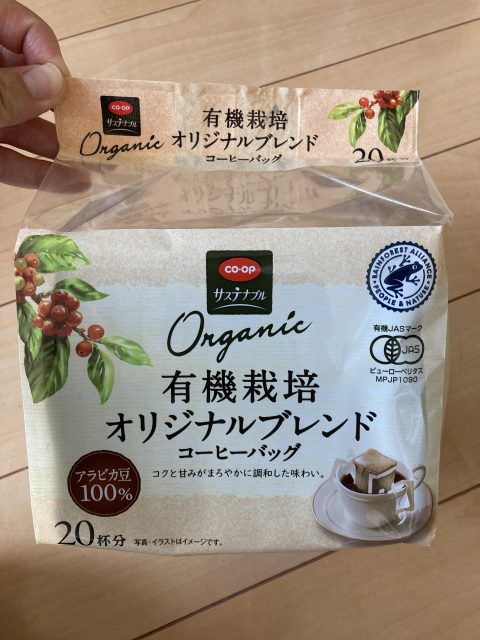 co·op
サステナブル
Organic
有機栽培
オリジナルブレンド
コーヒーバッグ
20杯分
co·op
サステナブル
Organic
有機栽培
オリジナルブレンド
コーヒーバッグ
コクと甘みがまろやかに調和した味わい。
RAINFOREST ALLIANCE
PEOPLE & NATURE
有機JASマーク
JAS
ビューローベリタス
MPJP1090
アラビカ豆
100%
20杯分
写真・イラストはイメージです。